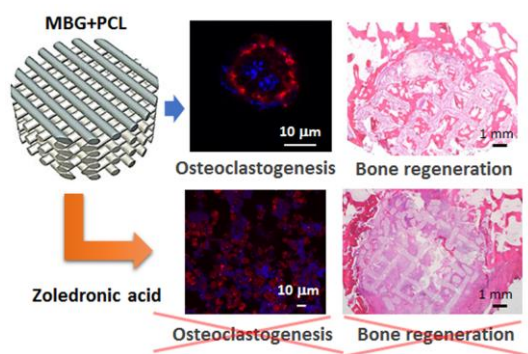 MBG+PCL
10 µm
1 mm
Osteoclastogenesis
Bone regeneration
Zoledronic acid
10 µm
1 mm
Osteoclastogenesis
Bone regeneration